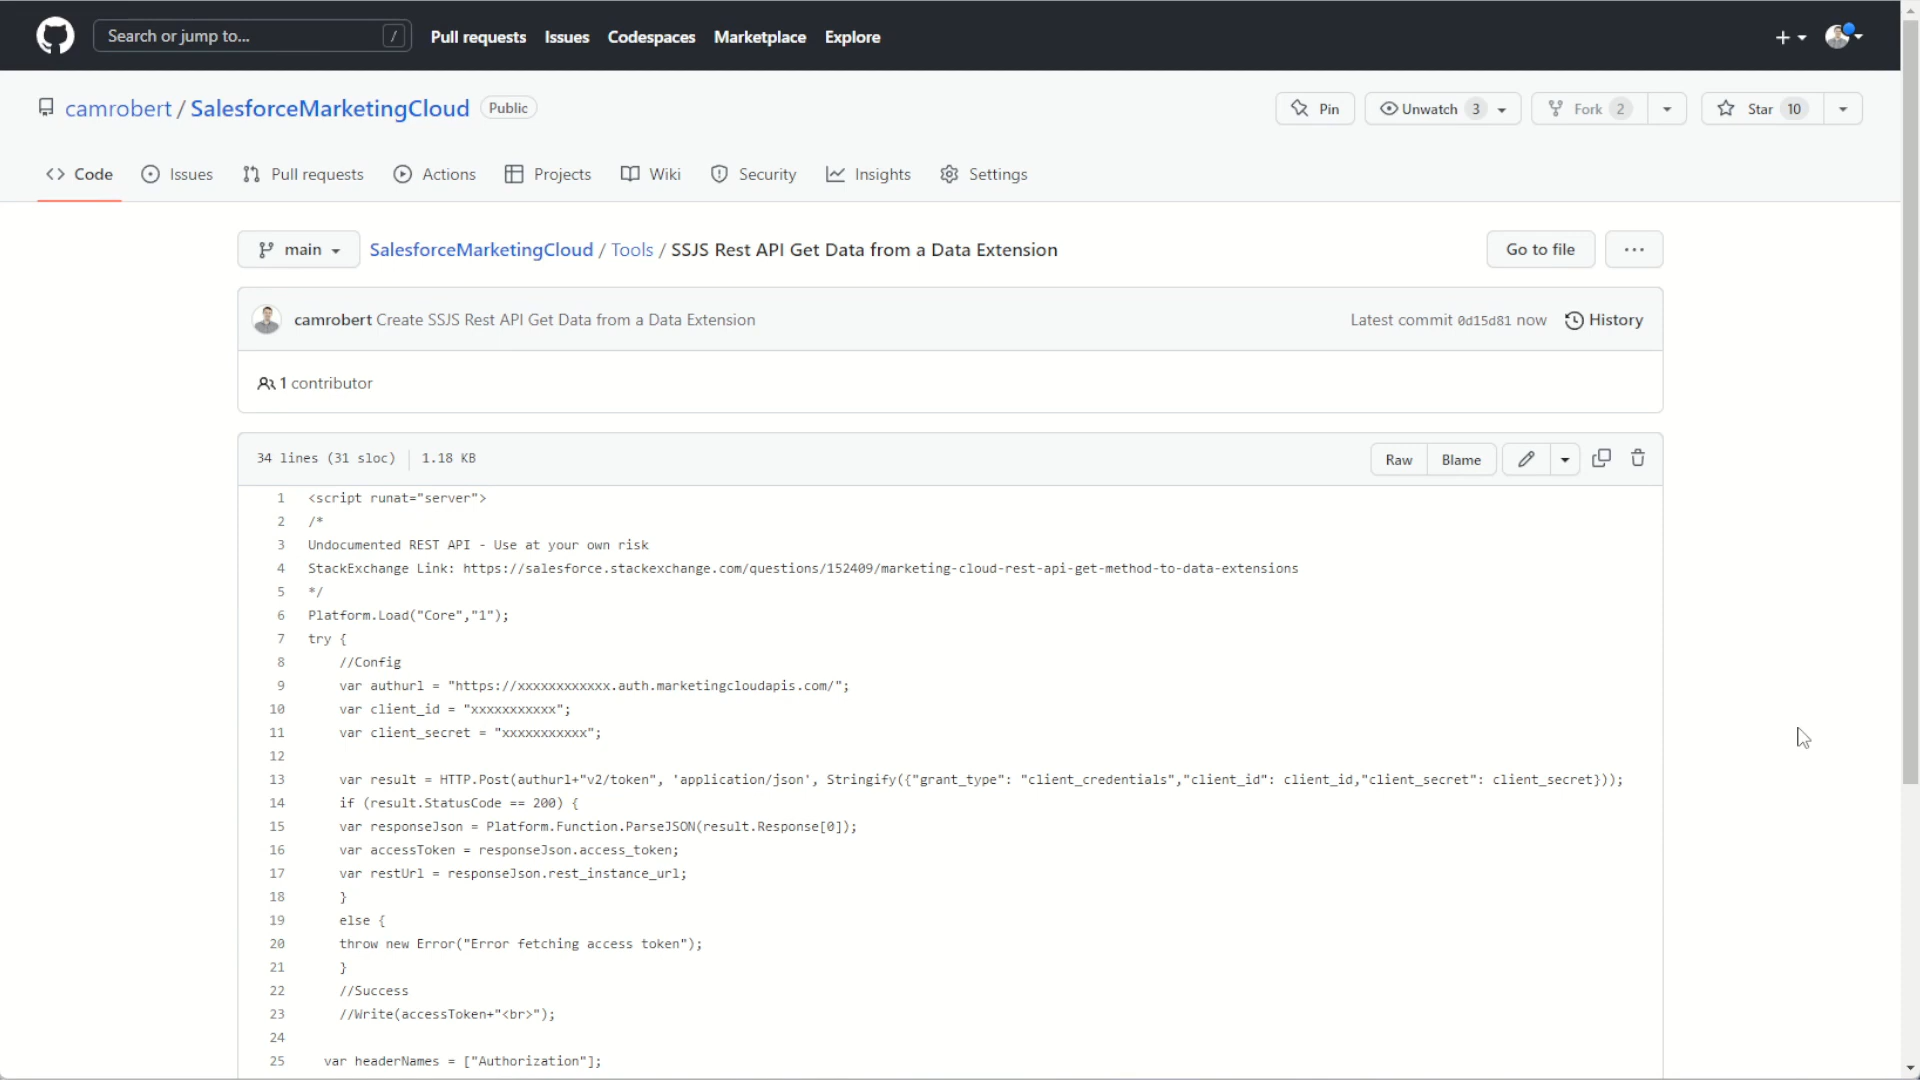 Search or jump to... /
Pull requests Issues Codespaces Marketplace Explore
camrobert / SalesforceMarketingCloud Public
Pin Unwatch 3 Fork 2 Star 10
Code Issues Pull requests Actions Projects Wiki Security Insights Settings
main SalesforceMarketingCloud / Tools / SSJS Rest API Get Data from a Data Extension Go to file ...
camrobert Create SSJS Rest API Get Data from a Data Extension Latest commit 0d15d81 now History
1 contributor
34 lines (31 sloc) 1.18 KB Raw Blame
1 <script runat="server">
2 /*
3 Undocumented REST API - Use at your own risk
4 StackExchange Link: https://salesforce.stackexchange.com/questions/152409/marketing-cloud-rest-api-get-method-to-data-extensions
5 */
6 Platform.Load("Core","1");
7 try {
8 //Config
9 var authurl = "https://xxxxxxxxxxxx.auth.marketingcloudapis.com/";
10 var client_id = "xxxxxxxxxxx";
11 var client_secret = "xxxxxxxxxxx";
12
13 var result = HTTP.Post(authurl+"v2/token", 'application/json', Stringify({"grant_type": "client_credentials","client_id": client_id,"client_secret": client_secret}));
14 if (result.StatusCode == 200) {
15 var responseJson = Platform.Function.ParseJSON(result.Response[0]);
16 var accessToken = responseJson.access_token;
17 var restUrl = responseJson.rest_instance_url;
18 }
19 else {
20 throw new Error("Error fetching access token");
21 }
22 //Success
23 //Write(accessToken+"<br>");
24
25 var headerNames = ["Authorization"];